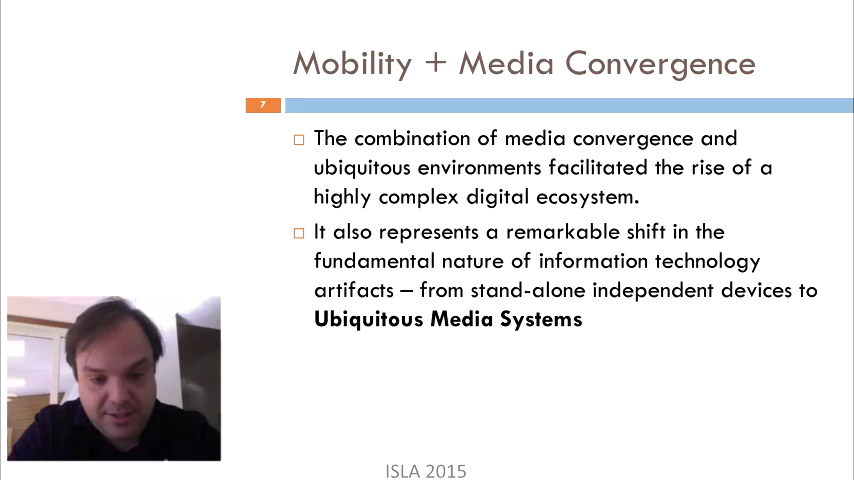 Mobility + Media Convergence
7
The combination of media convergence and
ubiquitous environments facilitated the rise of a
highly complex digital ecosystem.
It also represents a remarkable shift in the
fundamental nature of information technology
artifacts – from stand-alone independent devices to
Ubiquitous Media Systems
ISLA 2015